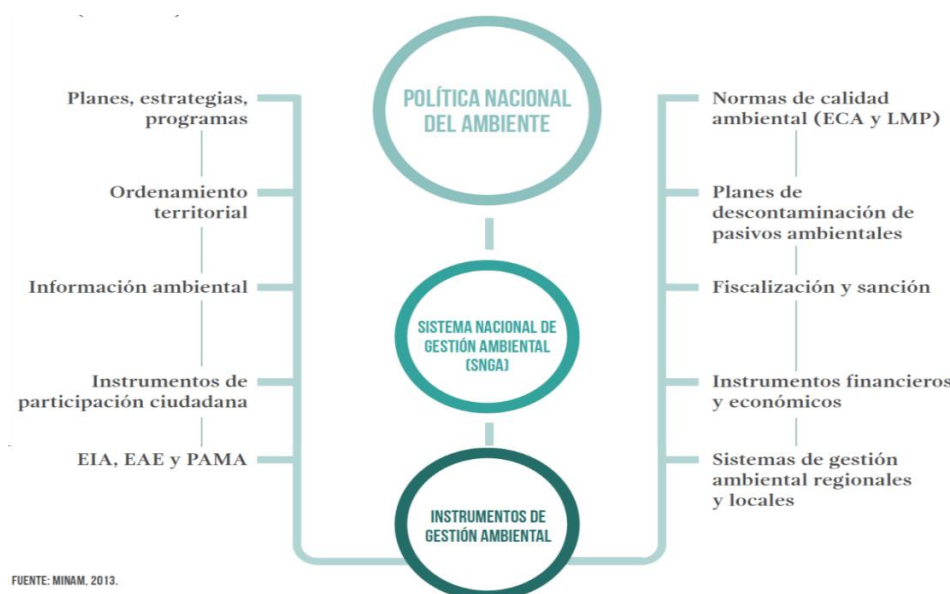 POLÍTICA NACIONAL
DEL AMBIENTE
SISTEMA NACIONAL DE
GESTIÓN AMBIENTAL
(SNGA)
INSTRUMENTOS DE
GESTIÓN AMBIENTAL
Planes, estrategias,
programas
Ordenamiento
territorial
Información ambiental
Instrumentos de
participación ciudadana
EIA, EAE y PAMA
Normas de calidad
ambiental (ECA y LMP)
Planes de
descontaminación de
pasivos ambientales
Fiscalización y sanción
Instrumentos financieros
y económicos
Sistemas de gestión
ambiental regionales
y locales
FUENTE: MINAM, 2013.